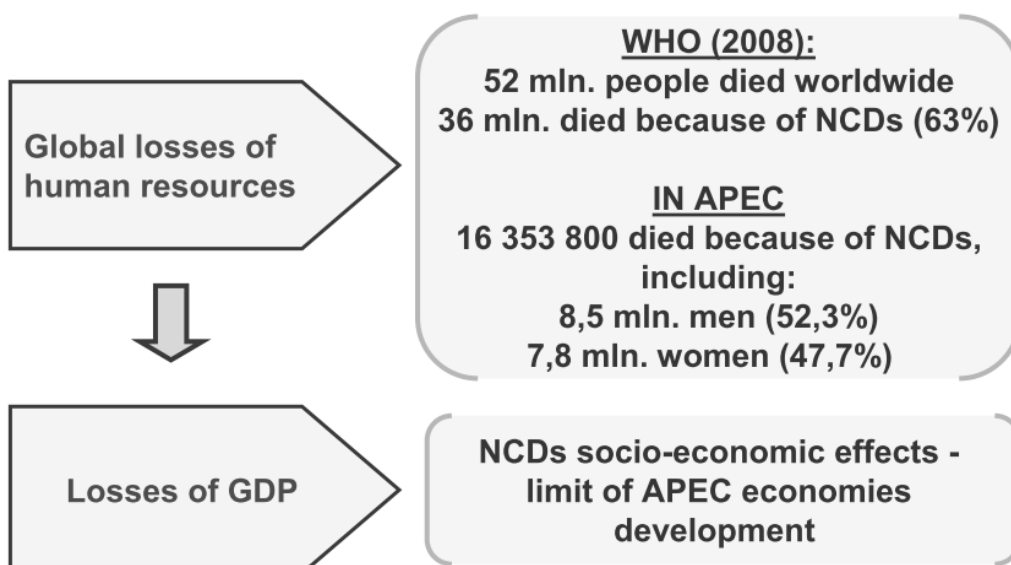 Global losses of
human resources
WHO (2008):
52 mln. people died worldwide
36 mln. died because of NCDs (63%)
IN APEC
16 353 800 died because of NCDs,
including:
8,5 mln. men (52,3%)
7,8 mln. women (47,7%)
Losses of GDP
NCDs socio-economic effects -
limit of APEC economies
development